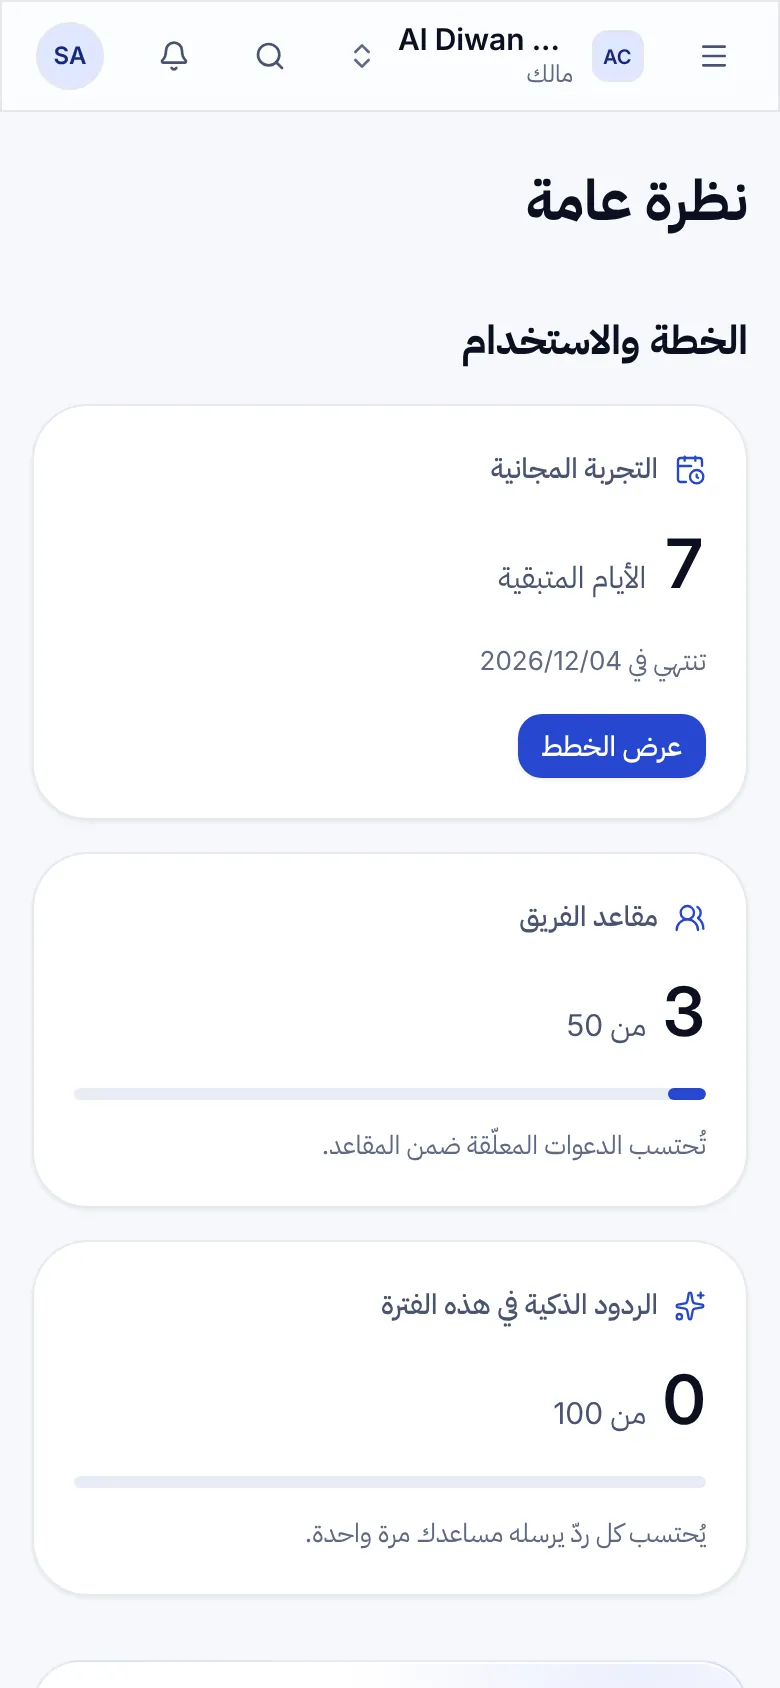 AC
Al Diwan ...
مالك
SA
نظرة عامة
الخطة والاستخدام
التجربة المجانية
7 الأيام المتبقية
تنتهي في 2026/12/04
عرض الخطط
مقاعد الفريق
3 من 50
تُحتسب الدعوات المعلّقة ضمن المقاعد.
الردود الذكية في هذه الفترة
0 من 100
يُحتسب كل ردّ يرسله مساعدك مرة واحدة.